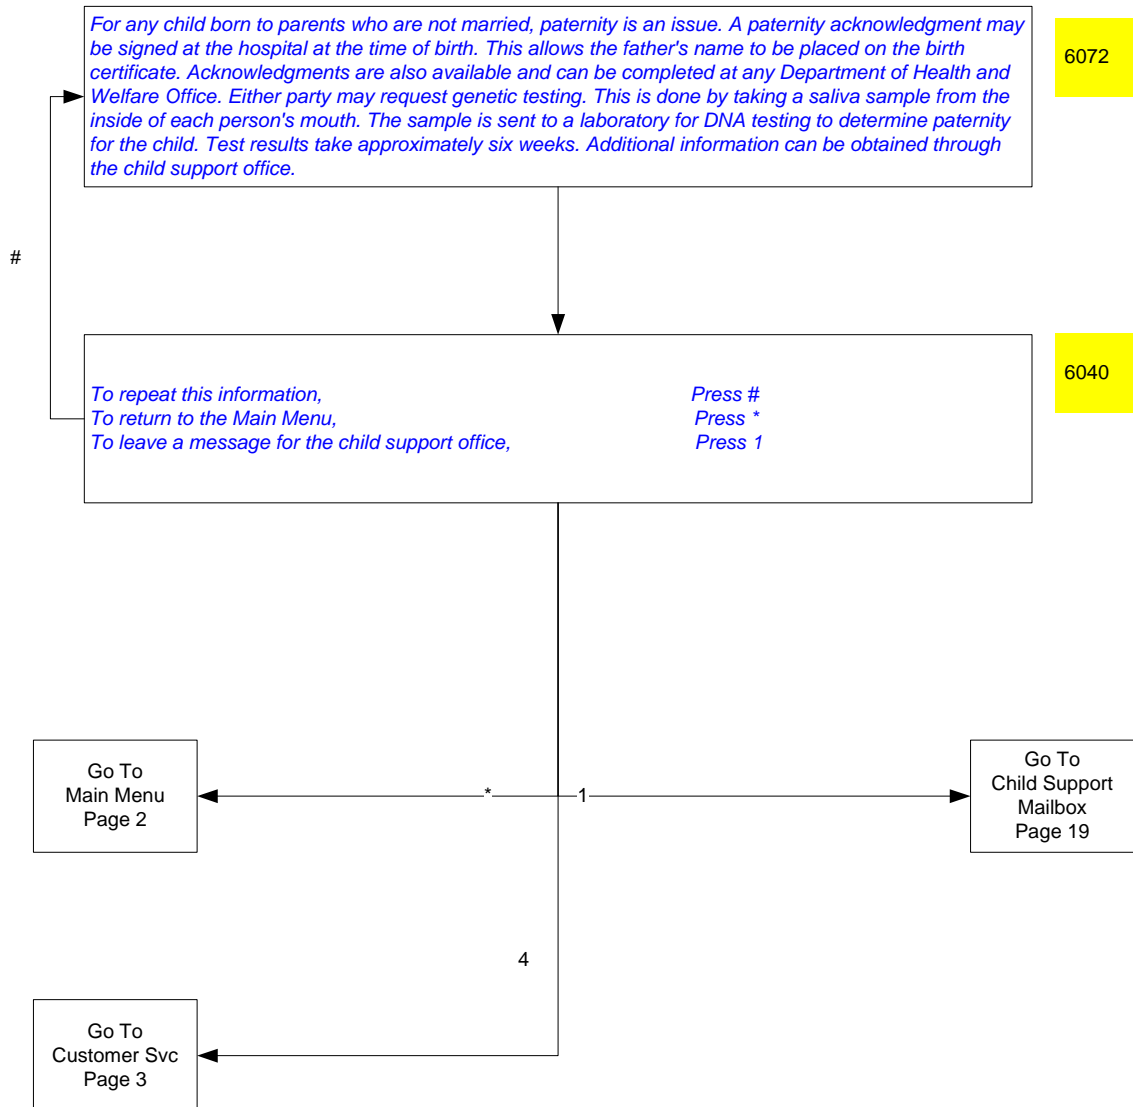 For any child born to parents who are not married, paternity is an issue. A paternity acknowledgment may
be signed at the hospital at the time of birth. This allows the father's name to be placed on the birth
certificate. Acknowledgments are also available and can be completed at any Department of Health and
Welfare Office. Either party may request genetic testing. This is done by taking a saliva sample from the
inside of each person's mouth. The sample is sent to a laboratory for DNA testing to determine paternity
for the child. Test results take approximately six weeks. Additional information can be obtained through
the child support office.
6072
#
To repeat this information, Press #
To return to the Main Menu, Press *
To leave a message for the child support office, Press 1
6040
Go To
Main Menu
Page 2
*
1
Go To
Child Support
Mailbox
Page 19
4
Go To
Customer Svc
Page 3